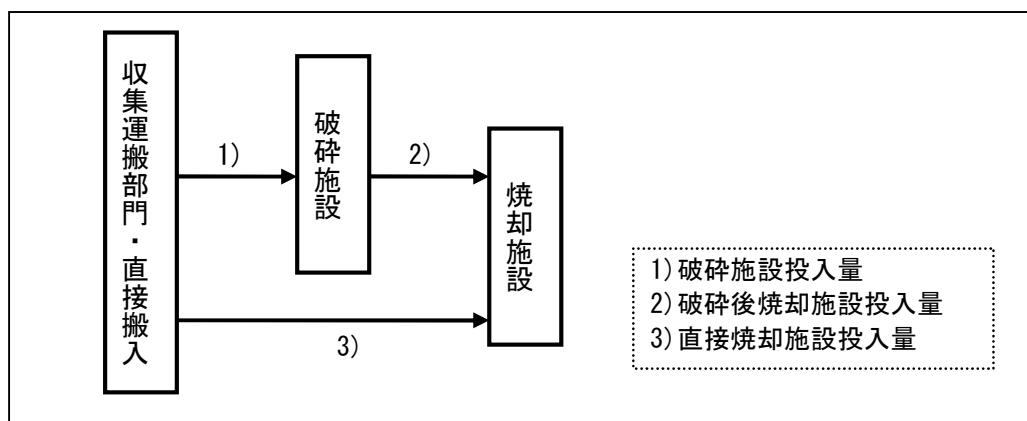 収集運搬部門・直接搬入
1)
破砕施設
2)
焼却施設
3)
1)破砕施設投入量
2)破砕後焼却施設投入量
3)直接焼却施設投入量